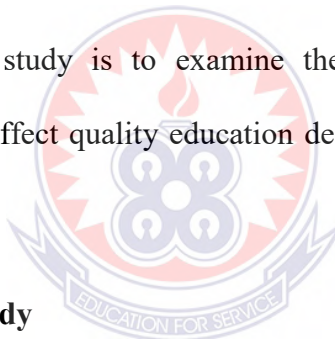 study is to examine the
ffect quality education de
dy
EDUCATION FOR SERVICE